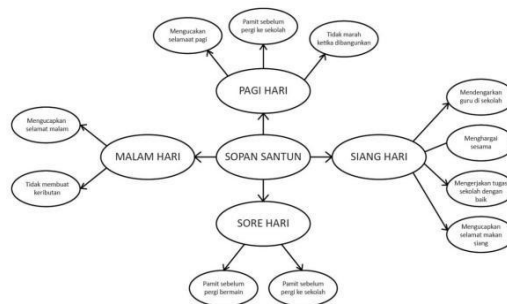 Mengucakan
selamaat pagi
Pamit sebelum
pergi ke sekolah
Tidak marah
ketika dibangunkan
PAGI HARI
Mendengarkan
guru di sekolah
Mengucapkan
selamat malam
Menghargai
sesama
MALAM HARI
SOPAN SANTUN
SIANG HARI
Tidak membuat
keributan
Mengerjakan tugas
sekolah dengan
baik
SORE HARI
Mengucapkan
selamat makan
siang
Pamit sebelum
pergi bermain
Pamit sebelum
pergi ke sekolah